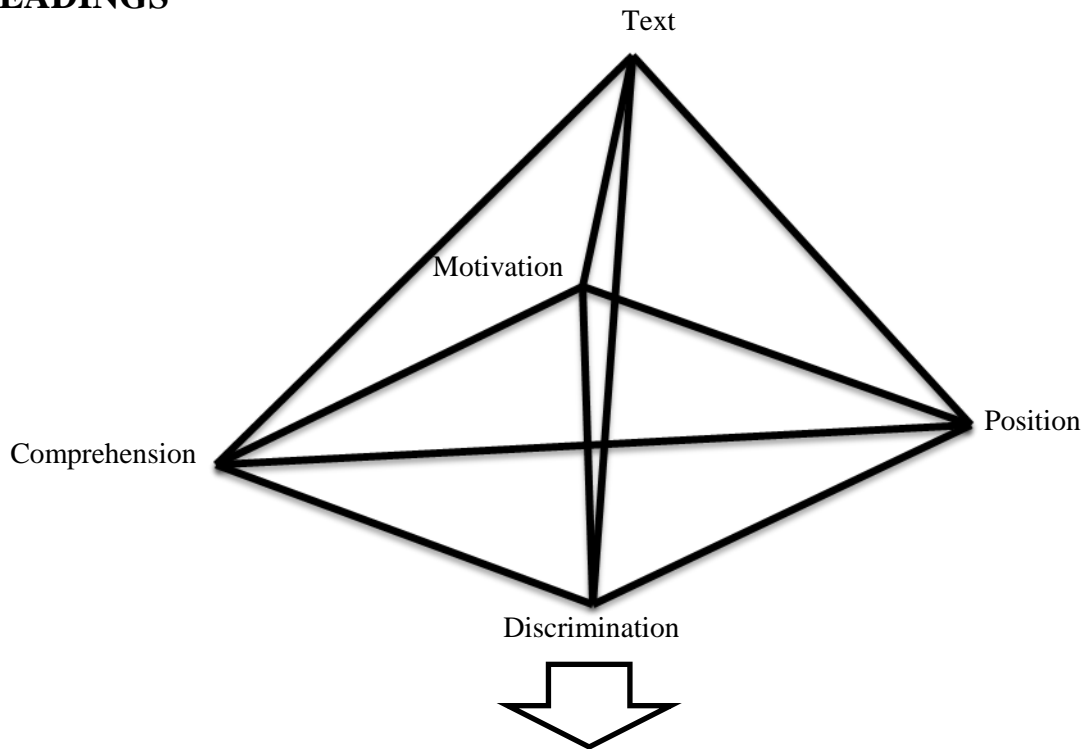 EADINGS
Text
Motivation
Position
Comprehension
Discrimination